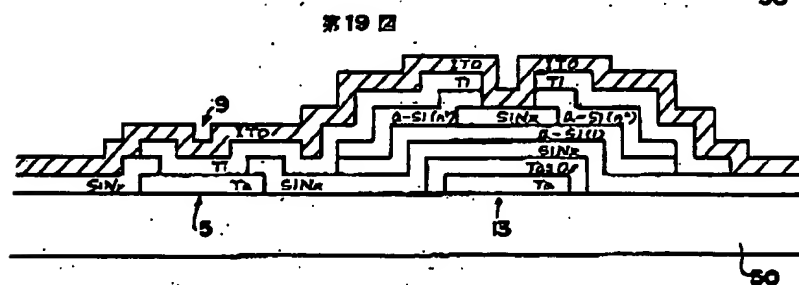 第19図
ITO ITO
Ti Ti
9 ITO
a-Si(n+) SiNx a-Si(n+)
a-Si(i)
SiNx
Ti
Ta2O5
SiNx Ta SiNx Ta
5 13
50